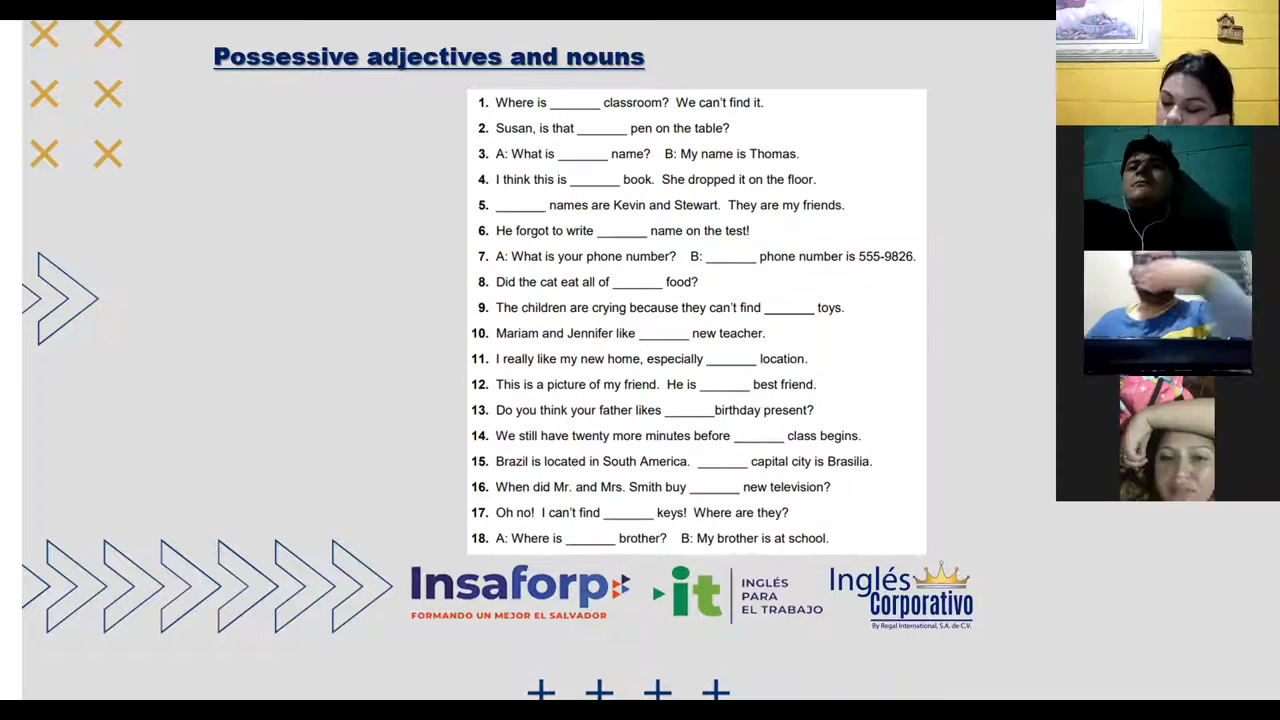 Possessive adjectives and nouns
1. Where is _______ classroom? We can't find it.
2. Susan, is that _______ pen on the table?
3. A: What is _______ name? B: My name is Thomas.
4. I think this is _______ book. She dropped it on the floor.
5. _______ names are Kevin and Stewart. They are my friends.
6. He forgot to write _______ name on the test!
7. A: What is your phone number? B: _______ phone number is 555-9826.
8. Did the cat eat all of _______ food?
9. The children are crying because they can't find _______ toys.
10. Mariam and Jennifer like _______ new teacher.
11. I really like my new home, especially _______ location.
12. This is a picture of my friend. He is _______ best friend.
13. Do you think your father likes _______birthday present?
14. We still have twenty more minutes before _______ class begins.
15. Brazil is located in South America. _______ capital city is Brasilia.
16. When did Mr. and Mrs. Smith buy _______ new television?
17. Oh no! I can't find _______ keys! Where are they?
18. A: Where is _______ brother? B: My brother is at school.
Insaforp
FORMANDO UN MEJOR EL SALVADOR
it
INGLÉS
PARA
EL TRABAJO
Inglés
Corporativo
By Regal International, S.A. de C.V.